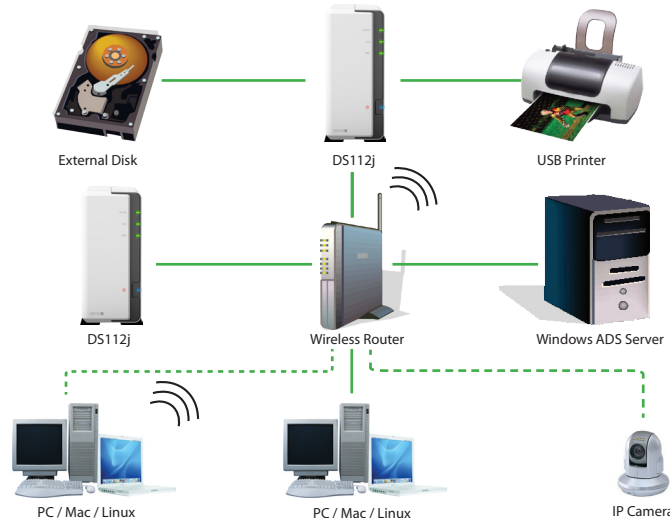 External Disk
DS112j
USB Printer
DS112j
Wireless Router
Windows ADS Server
PC / Mac / Linux
PC / Mac / Linux
IP Camera